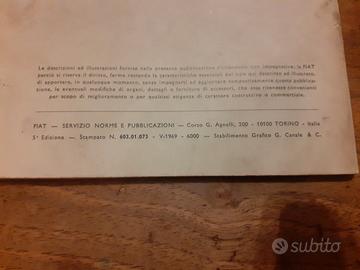 Le descrizioni ed illustrazioni fornite nella presente pubblicazione s'intendono non impegnative; la FIAT
perciò si riserva il diritto, ferme restando le caratteristiche essenziali del tipo qui descritto ed illustrato,
di apportare, in qualunque momento, senza impegnarsi ad aggiornare tempestivamente questa pubblica-
zione, le eventuali modifiche di organi, dettagli o forniture di accessori, che essa ritenesse convenienti
per scopo di miglioramento o per qualsiasi esigenza di carattere costruttivo o commerciale.
FIAT — SERVIZIO NORME E PUBBLICAZIONI — Corso G. Agnelli, 200 - 10100 TORINO - Italia
5ª Edizione. — Stampato N. 603.01.073 - V-1969 - 6000 — Stabilimento Grafico G. Canale & C.
subito